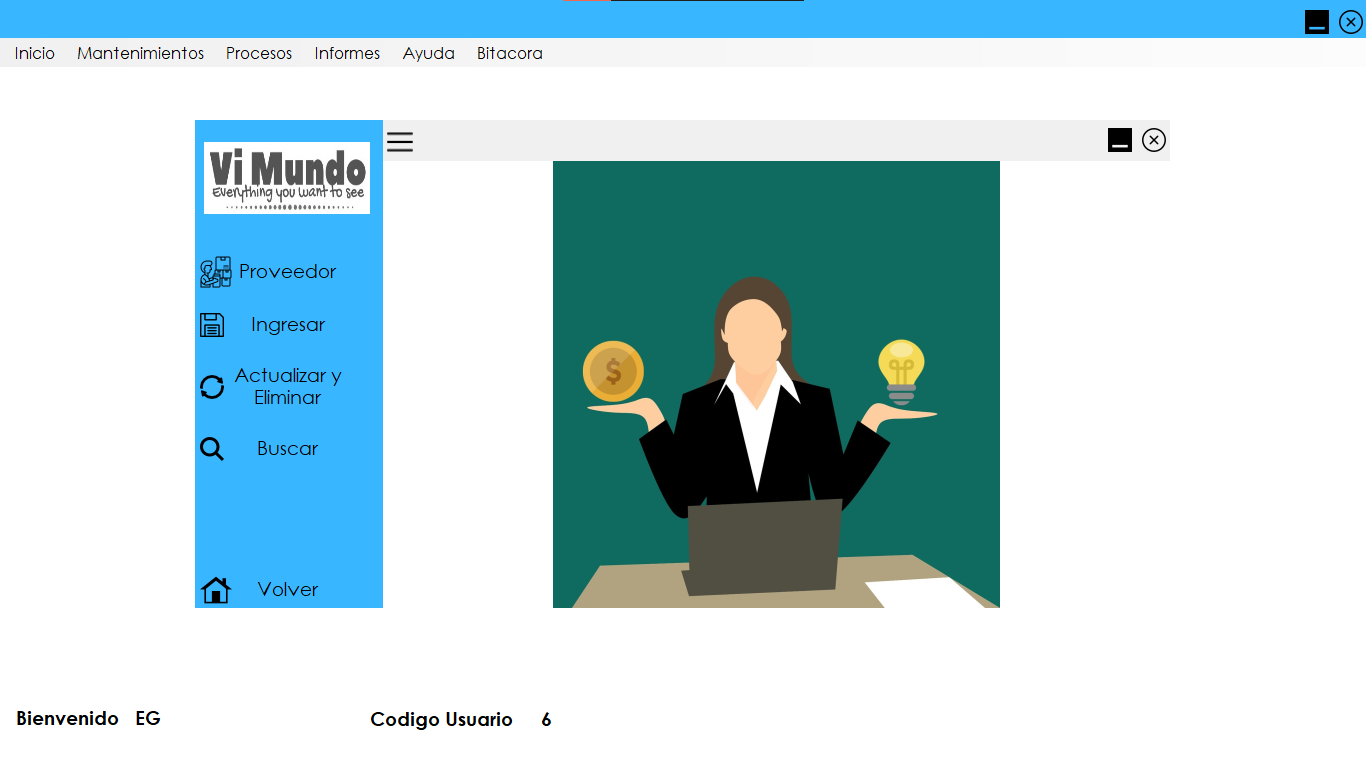 Inicio Mantenimientos Procesos Informes Ayuda Bitacora
Vi Mundo
Everything you want to see
Proveedor
Ingresar
Actualizar y
Eliminar
Buscar
Volver
$
Bienvenido EG Codigo Usuario 6